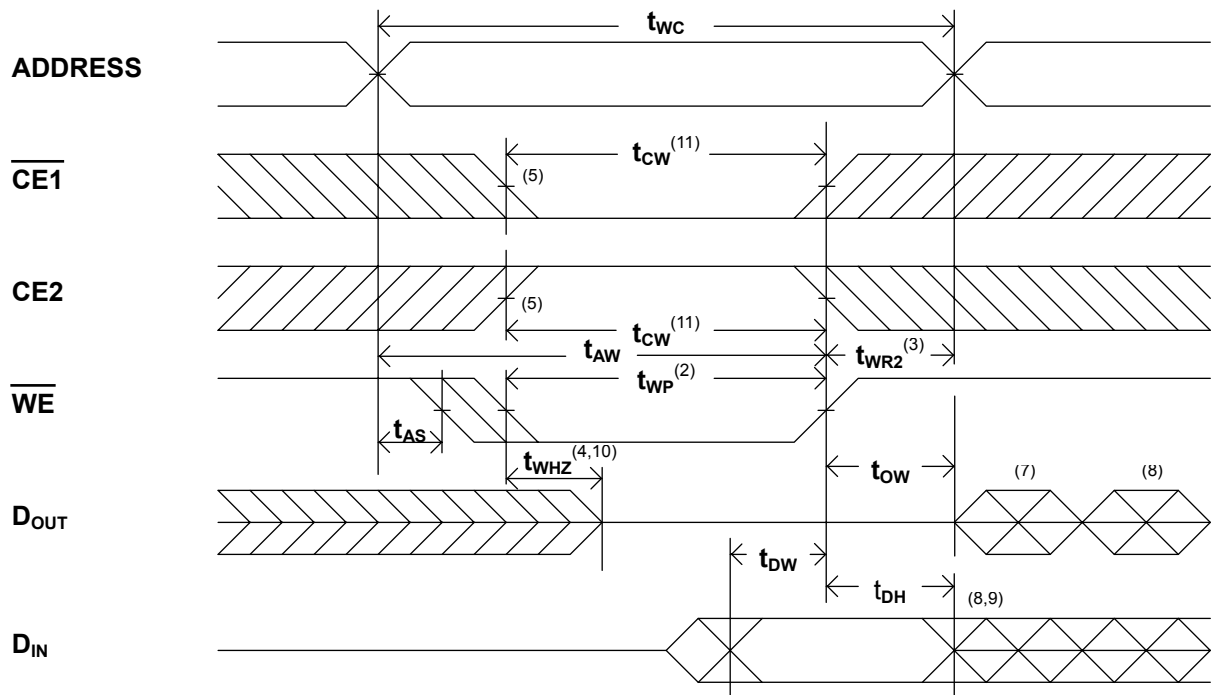 tWC
ADDRESS
CE1
tCW(11)
(5)
CE2
(5)
tCW(11)
tAW
tWR2(3)
tWP(2)
WE
tAS
tWHZ(4,10)
tOW
(7)
(8)
DOUT
tDW
tDH
(8,9)
DIN